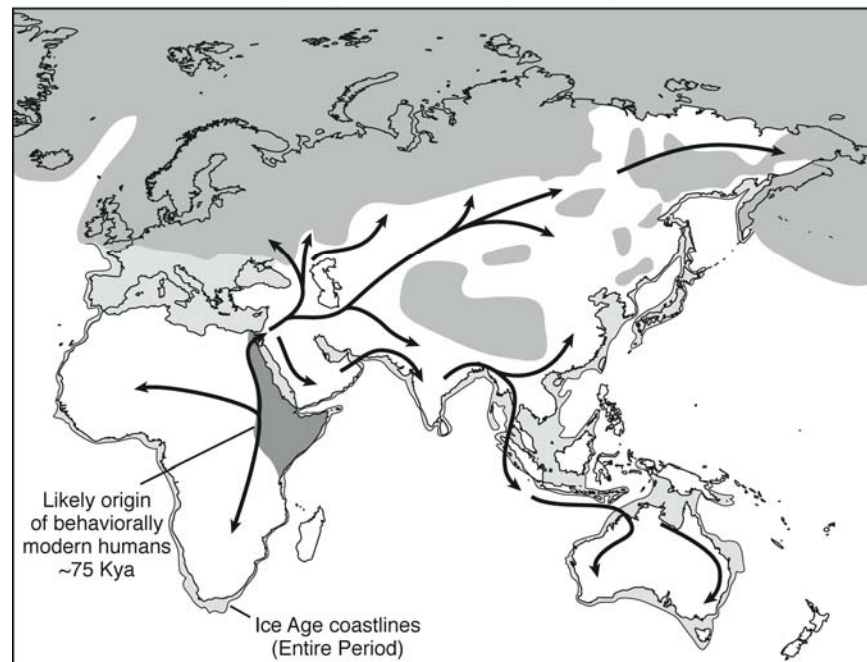 Likely origin
of behaviorally
modern humans
~75 Kya
Ice Age coastlines
(Entire Period)